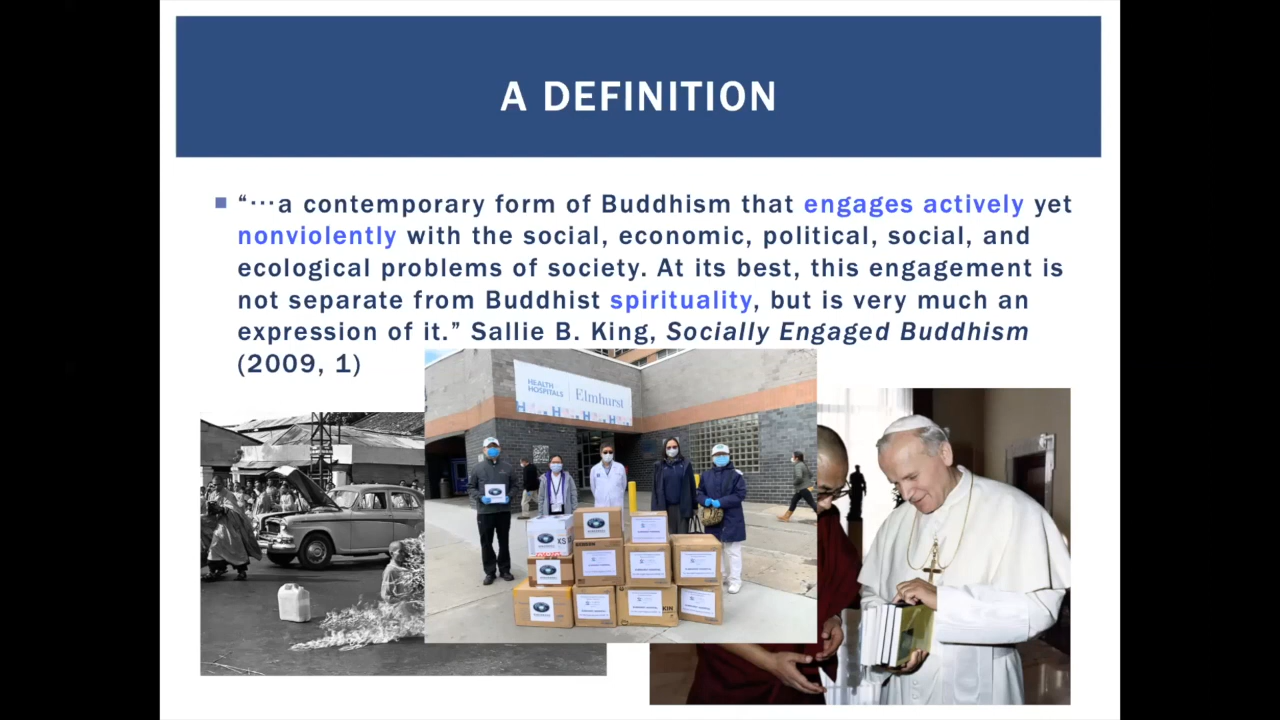 A DEFINITION
“…a contemporary form of Buddhism that engages actively yet
nonviolently with the social, economic, political, social, and
ecological problems of society. At its best, this engagement is
not separate from Buddhist spirituality, but is very much an
expression of it.” Sallie B. King, Socially Engaged Buddhism
(2009, 1)
HEALTH
HOSPITALS
Elmhurst
XS